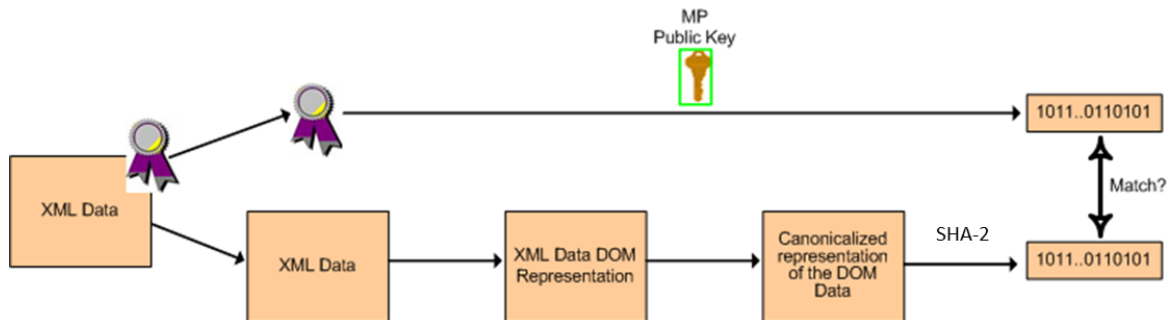 MP
Public Key
1011..0110101
Match?
XML Data
XML Data
XML Data DOM
Representation
Canonicalized
representation
of the DOM
Data
SHA-2
1011..0110101